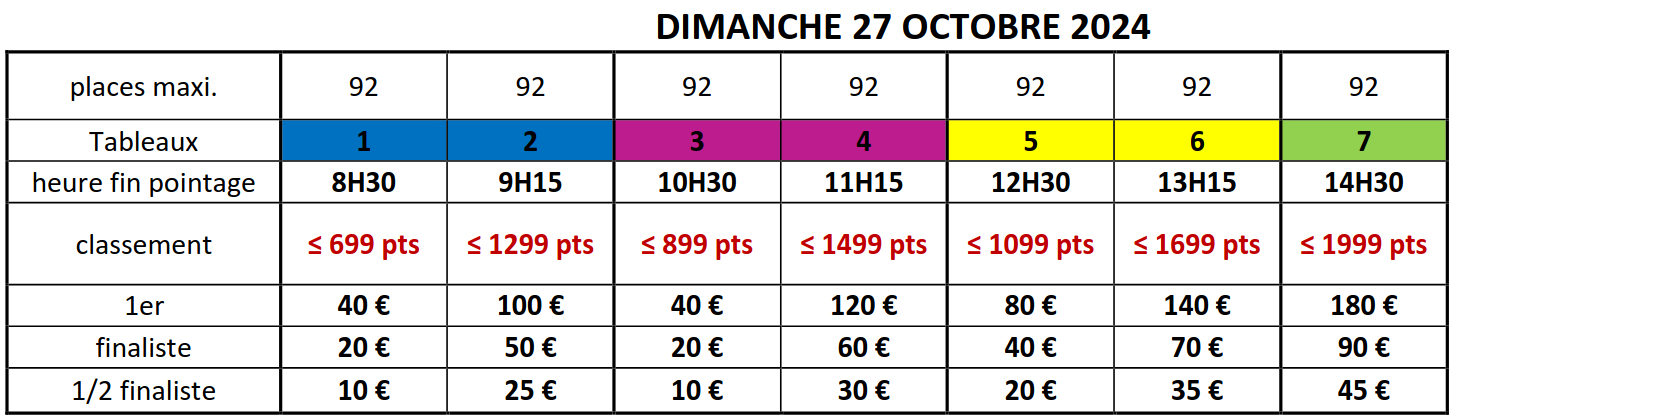 DIMANCHE 27 OCTOBRE 2024
places maxi. 92 92 92 92 92 92 92
Tableaux 1 2 3 4 5 6 7
heure fin pointage 8H30 9H15 10H30 11H15 12H30 13H15 14H30
classement ≤ 699 pts ≤ 1299 pts ≤ 899 pts ≤ 1499 pts ≤ 1099 pts ≤ 1699 pts ≤ 1999 pts
1er 40 € 100 € 40 € 120 € 80 € 140 € 180 €
finaliste 20 € 50 € 20 € 60 € 40 € 70 € 90 €
1/2 finaliste 10 € 25 € 10 € 30 € 20 € 35 € 45 €